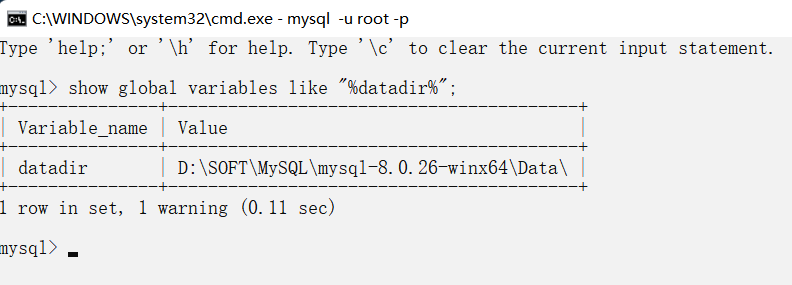 C:\WINDOWS\system32\cmd.exe - mysql  -u root -p
Type 'help;' or '\h' for help. Type '\c' to clear the current input statement.
mysql> show global variables like "%datadir%";
+---------------+-----------------------------------------+
| Variable_name | Value                                   |
+---------------+-----------------------------------------+
| datadir       | D:\SOFT\MySQL\mysql-8.0.26-winx64\Data\ |
+---------------+-----------------------------------------+
1 row in set, 1 warning (0.11 sec)
mysql>